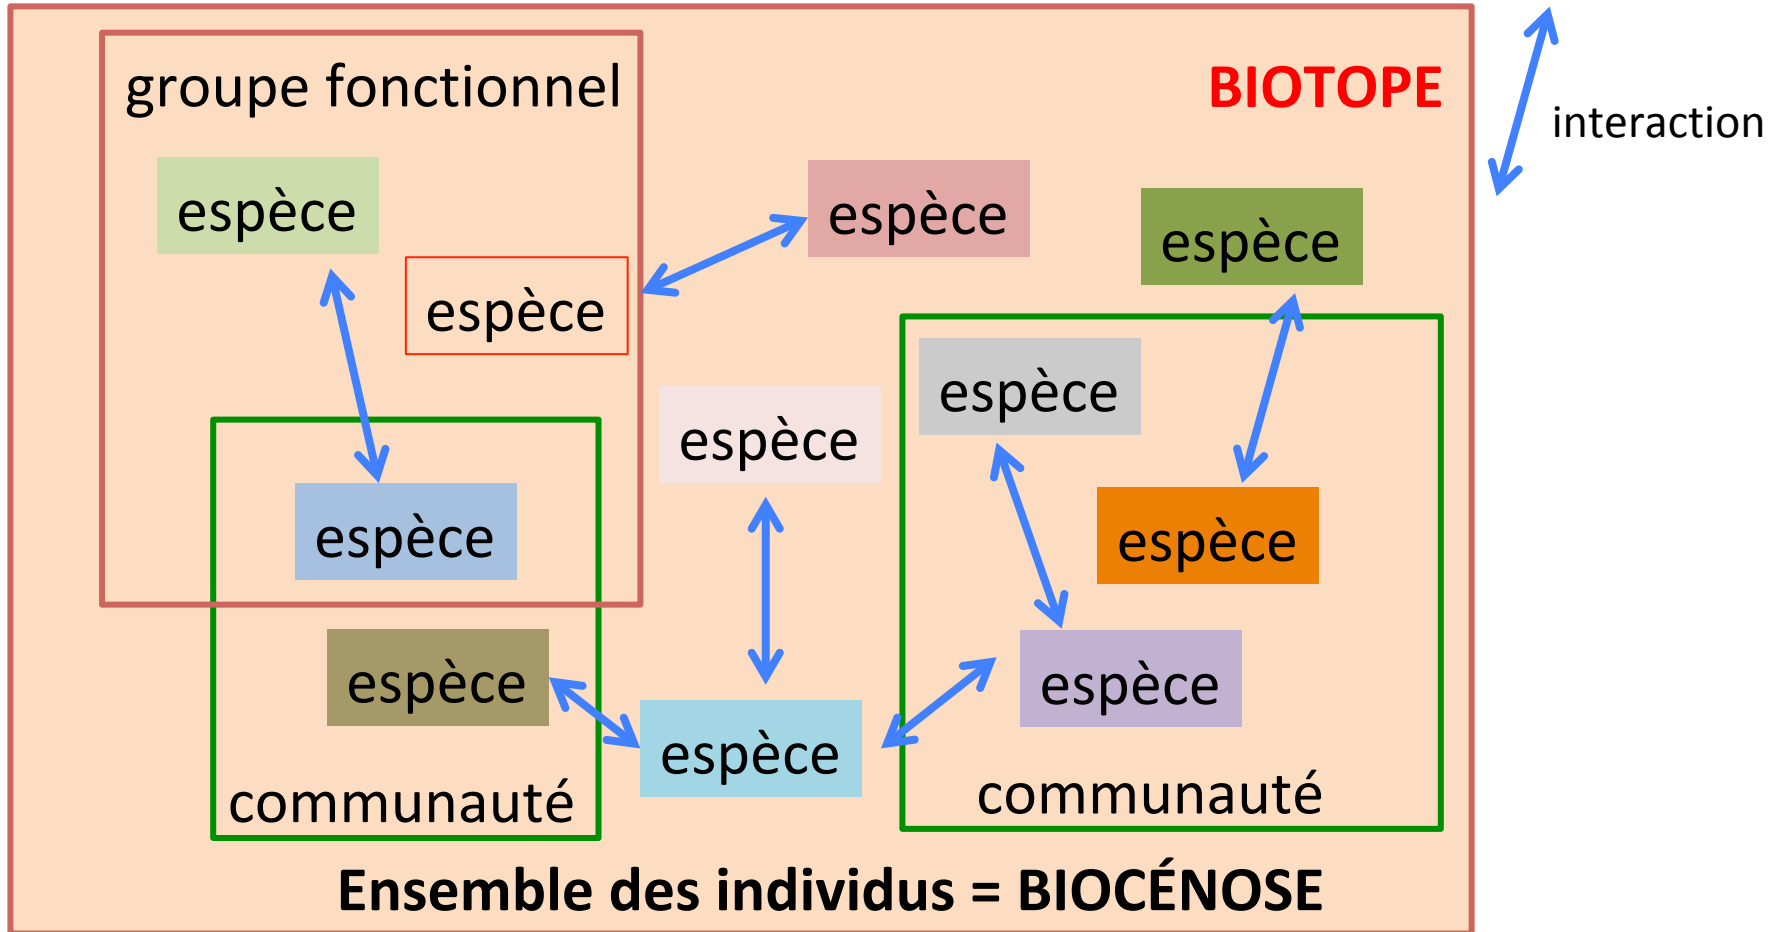 groupe fonctionnel
BIOTOPE
interaction
espèce
espèce
espèce
espèce
espèce
espèce
espèce
espèce
espèce
espèce
espèce
communauté
communauté
Ensemble des individus = BIOCÉNOSE